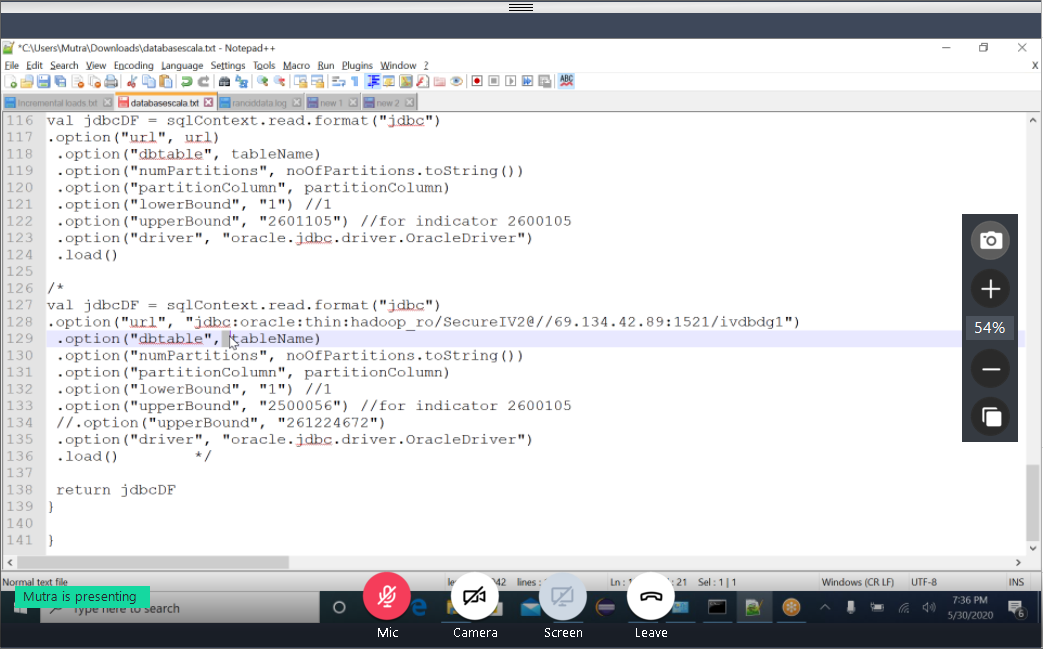 *C:\Users\Mutra\Downloads\databasescala.txt - Notepad++
File Edit Search View Encoding Language Settings Tools Macro Run Plugins Window ? X
Incremental loads.txt databasescala.txt ranoddata.log new 1 new 2
116 val jdbcDF = sqlContext.read.format("jdbc")
117 .option("url", url)
118 .option("dbtable", tableName)
119 .option("numPartitions", noOfPartitions.toString())
120 .option("partitionColumn", partitionColumn)
121 .option("lowerBound", "1") //1
122 .option("upperBound", "2601105") //for indicator 2600105
123 .option("driver", "oracle.jdbc.driver.OracleDriver")
124 .load()
125
126 /*
127 val jdbcDF = sqlContext.read.format("jdbc")
128 .option("url", "jdbc:oracle:thin:hadoop_ro/SecureIV2@//69.134.42.89:1521/ivdbdg1")
129 .option("dbtable", tableName)
130 .option("numPartitions", noOfPartitions.toString())
131 .option("partitionColumn", partitionColumn)
132 .option("lowerBound", "1") //1
133 .option("upperBound", "2500056") //for indicator 2600105
134 //.option("upperBound", "261224672")
135 .option("driver", "oracle.jdbc.driver.OracleDriver")
136 .load() */
137
138 return jdbcDF
139 }
140
141 }
54%
Normal text file lines : Sel : 1 | 1 Windows (CR LF) UTF-8 INS
Mutra is presenting
Type here to search
7:36 PM
5/30/2020
6
Mic Camera Screen Leave